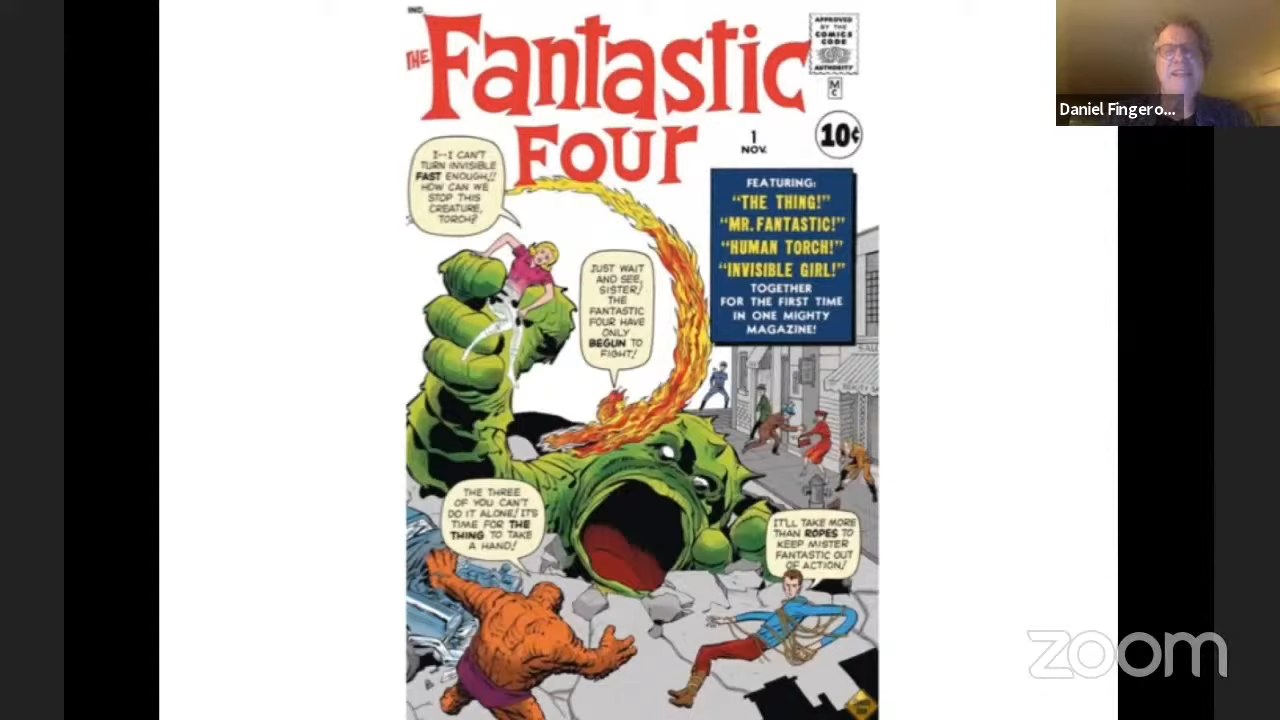 IND.
THE Fantastic
Four
APPROVED
BY THE
COMICS
CODE
AUTHORITY
M
C
1
NOV.
10¢
Daniel Fingero...
I--I CAN'T
TURN INVISIBLE
FAST ENOUGH!!
HOW CAN WE
STOP THIS
CREATURE,
TORCH?
FEATURING:
"THE THING!"
"MR. FANTASTIC!"
"HUMAN TORCH!"
"INVISIBLE GIRL!"
TOGETHER
FOR THE FIRST TIME
IN ONE MIGHTY
MAGAZINE!
JUST WAIT
AND SEE,
SISTER!
THE
FANTASTIC
FOUR HAVE
ONLY
BEGUN TO
FIGHT!
THE THREE
OF YOU CAN'T
DO IT ALONE! IT'S
TIME FOR THE
THING TO TAKE
A HAND!
IT'LL TAKE MORE
THAN ROPES TO
KEEP MISTER
FANTASTIC OUT
OF ACTION!
zoom